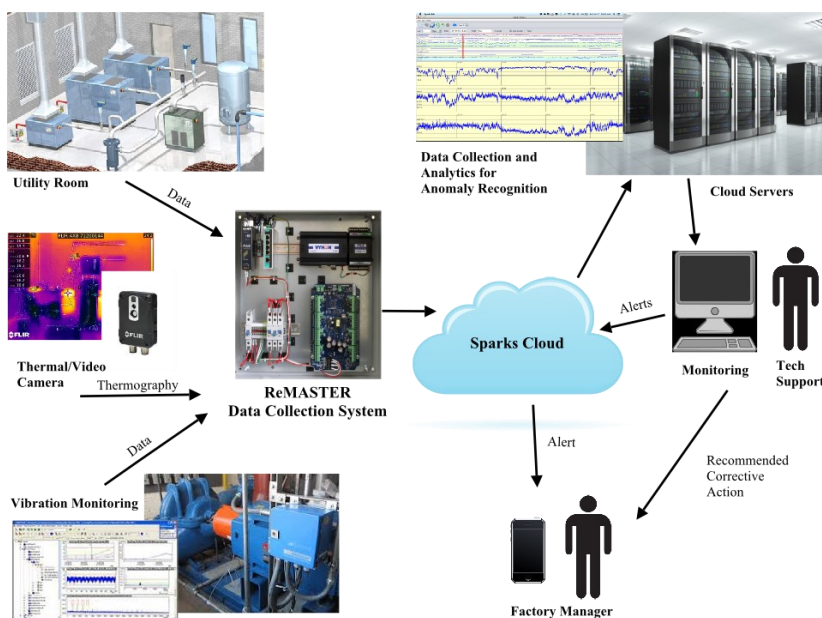 Utility Room
Data
Data Collection and
Analytics for
Anomaly Recognition
Cloud Servers
FLIR
FLIR
Thermal/Video
Camera
Thermography
ReMASTER
Data Collection System
Sparks Cloud
Alerts
Monitoring
Tech
Support
Data
Vibration Monitoring
Alert
Recommended
Corrective
Action
Factory Manager